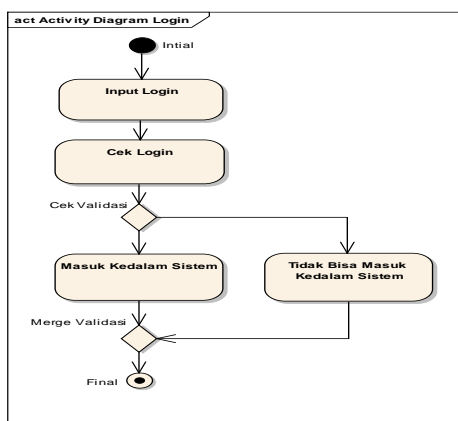 act Activity Diagram Login
Intial
Input Login
Cek Login
Cek Validasi
Masuk Kedalam Sistem
Tidak Bisa Masuk
Kedalam Sistem
Merge Validasi
Final